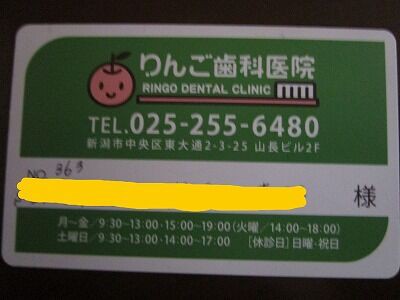 りんご歯科医院
RINGO DENTAL CLINIC
TEL.025-255-6480
新潟市中央区東大通2-3-25 山長ビル2F
NO 363
様
月〜金/9:30-13:00・15:00-19:00(火曜/14:00-18:00)
土曜日/9:30-13:00・14:00-17:00 [休診日]日曜・祝日